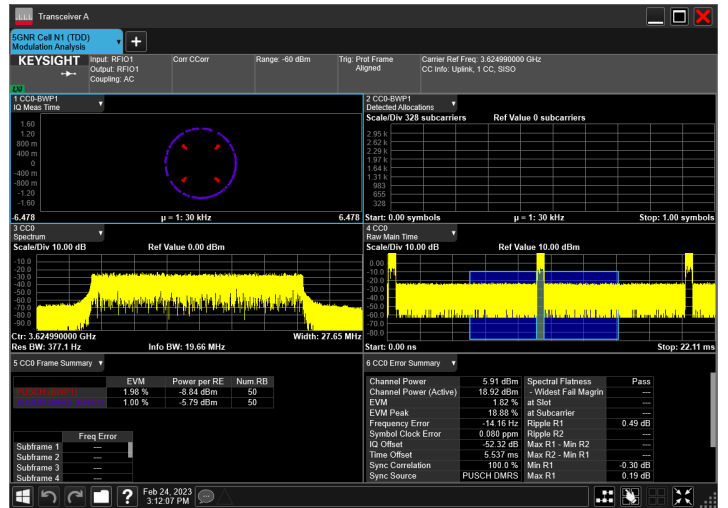 Transceiver A
5GNR Cell N1 (TDD)
Modulation Analysis
KEYSIGHT
LXI
Input: RFIO1
Output: RFIO1
Coupling: AC
Corr CCorr
Range: -60 dBm
Trig: Prot Frame
Aligned
Carrier Ref Freq: 3.624990000 GHz
CC Info: Uplink, 1 CC, SISO
1 CC0-BWP1
IQ Meas Time
1.60
1.20
800 m
400 m
0
-400 m
-800 m
-1.20
-1.60
-6.478 µ = 1: 30 kHz 6.478
2 CC0-BWP1
Detected Allocations
Scale/Div 328 subcarriers Ref Value 0 subcarriers
2.95 k
2.62 k
2.29 k
1.97 k
1.64 k
1.31 k
983
655
328
Start: 0.00 symbols µ = 1: 30 kHz Stop: 1.00 symbols
3 CC0
Spectrum
Scale/Div 10.00 dB Ref Value 0.00 dBm
-10.0
-20.0
-30.0
-40.0
-50.0
-60.0
-70.0
-80.0
-90.0
Ctr: 3.624990000 GHz Width: 27.65 MHz
Res BW: 377.1 Hz Info BW: 19.66 MHz
4 CC0
Raw Main Time
Scale/Div 10.00 dB Ref Value 10.00 dBm
0.00
-10.0
-20.0
-30.0
-40.0
-50.0
-60.0
-70.0
-80.0
Start: 0.00 ns Stop: 22.11 ms
5 CC0 Frame Summary
EVM Power per RE Num.RB
PUSCH (BWP1) 1.98 % -8.84 dBm 50
1.00 % -5.79 dBm 50
Freq Error
Subframe 1 ---
Subframe 2 ---
Subframe 3 ---
Subframe 4 ---
6 CC0 Error Summary
Channel Power 5.91 dBm Spectral Flatness Pass
Channel Power (Active) 18.92 dBm - Widest Fail Magrin ---
EVM 1.82 % at Slot ---
EVM Peak 18.88 % at Subcarrier ---
Frequency Error -14.16 Hz Ripple R1 0.49 dB
Symbol Clock Error 0.080 ppm Ripple R2 ---
IQ Offset -52.32 dB Max R1 - Min R2 ---
Time Offset 5.537 ms Max R2 - Min R1 ---
Sync Correlation 100.0 % Min R1 -0.30 dB
Sync Source PUSCH DMRS Max R1 0.19 dB
Feb 24, 2023
3:12:07 PM